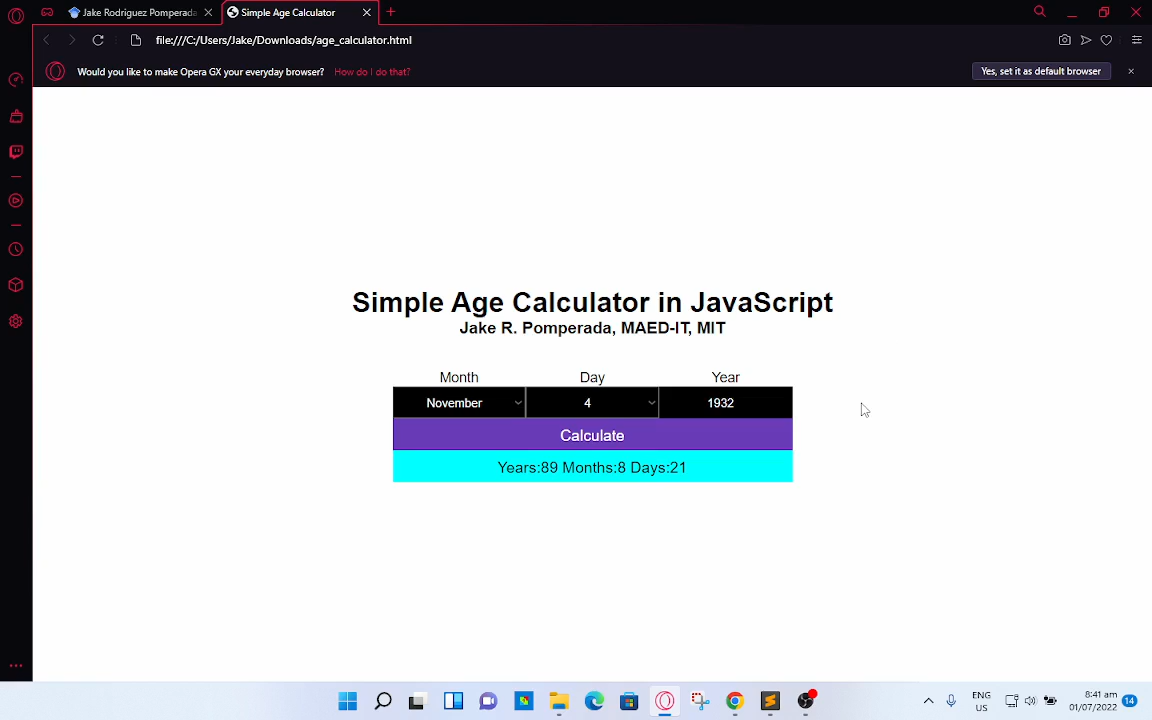 Jake Rodriguez Pomperada
Simple Age Calculator
file:///C:/Users/Jake/Downloads/age_calculator.html
Would you like to make Opera GX your everyday browser? How do I do that?
Yes, set it as default browser
Simple Age Calculator in JavaScript
Jake R. Pomperada, MAED-IT, MIT
Month Day Year
November 4 1932
Calculate
Years:89 Months:8 Days:21
ENG
US
8:41 am
01/07/2022
14